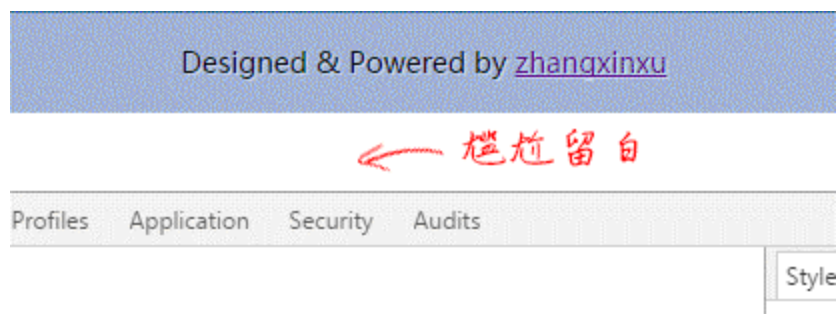 Designed & Powered by zhangxinxu
尴尬留白
Profiles Application Security Audits
Style